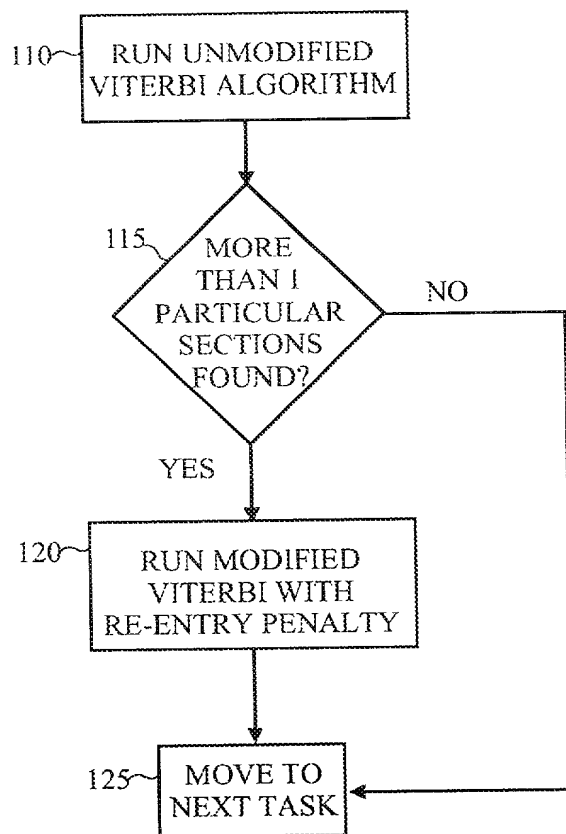 110
RUN UNMODIFIED
VITERBI ALGORITHM
115
MORE
THAN 1
PARTICULAR
SECTIONS
FOUND?
NO
YES
120
RUN MODIFIED
VITERBI WITH
RE-ENTRY PENALTY
125
MOVE TO
NEXT TASK